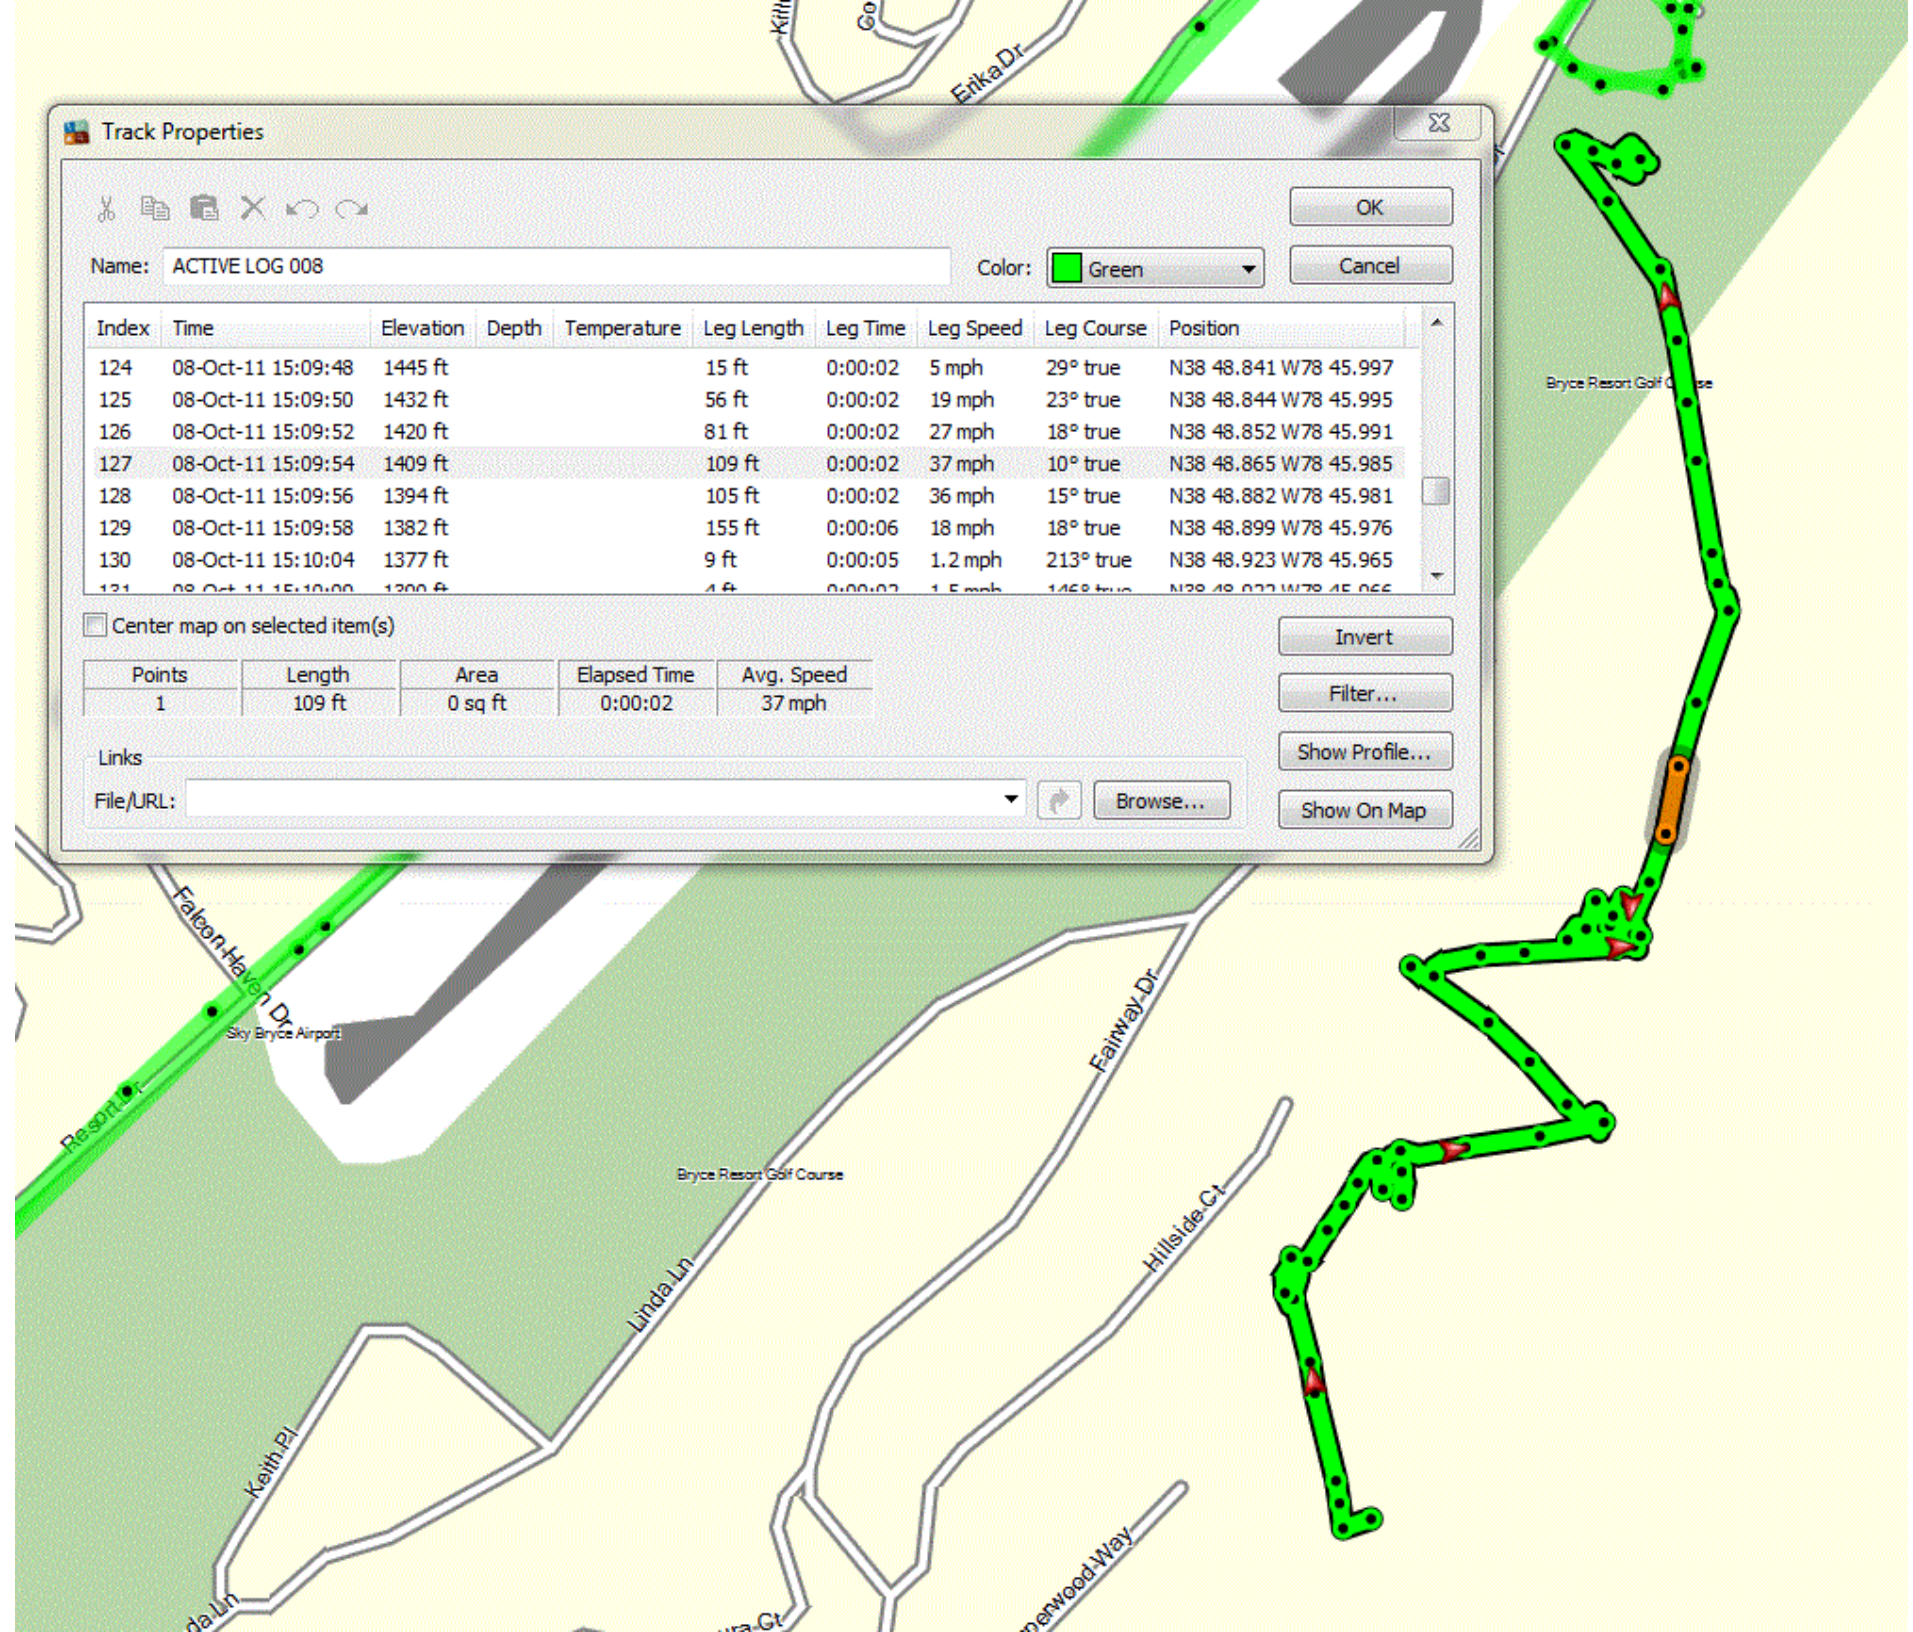 Erika Dr
Track Properties
OK
Name: ACTIVE LOG 008
Color: Green
Cancel
Index Time Elevation Depth Temperature Leg Length Leg Time Leg Speed Leg Course Position
124 08-Oct-11 15:09:48 1445 ft 15 ft 0:00:02 5 mph 29° true N38 48.841 W78 45.997
125 08-Oct-11 15:09:50 1432 ft 56 ft 0:00:02 19 mph 23° true N38 48.844 W78 45.995
126 08-Oct-11 15:09:52 1420 ft 81 ft 0:00:02 27 mph 18° true N38 48.852 W78 45.991
127 08-Oct-11 15:09:54 1409 ft 109 ft 0:00:02 37 mph 10° true N38 48.865 W78 45.985
128 08-Oct-11 15:09:56 1394 ft 105 ft 0:00:02 36 mph 15° true N38 48.882 W78 45.981
129 08-Oct-11 15:09:58 1382 ft 155 ft 0:00:06 18 mph 18° true N38 48.899 W78 45.976
130 08-Oct-11 15:10:04 1377 ft 9 ft 0:00:05 1.2 mph 213° true N38 48.923 W78 45.965
Bryce Resort Golf Course
Center map on selected item(s)
Invert
Points Length Area Elapsed Time Avg. Speed
1 109 ft 0 sq ft 0:00:02 37 mph
Filter...
Show Profile...
Links
File/URL:
Browse...
Show On Map
Falcon Haven Dr
Sky Bryce Airport
Resort Dr
Fairway Dr
Bryce Resort Golf Course
Hillside Ct
Linda Ln
Keith Pl
perwood Way
da Ln
Ct